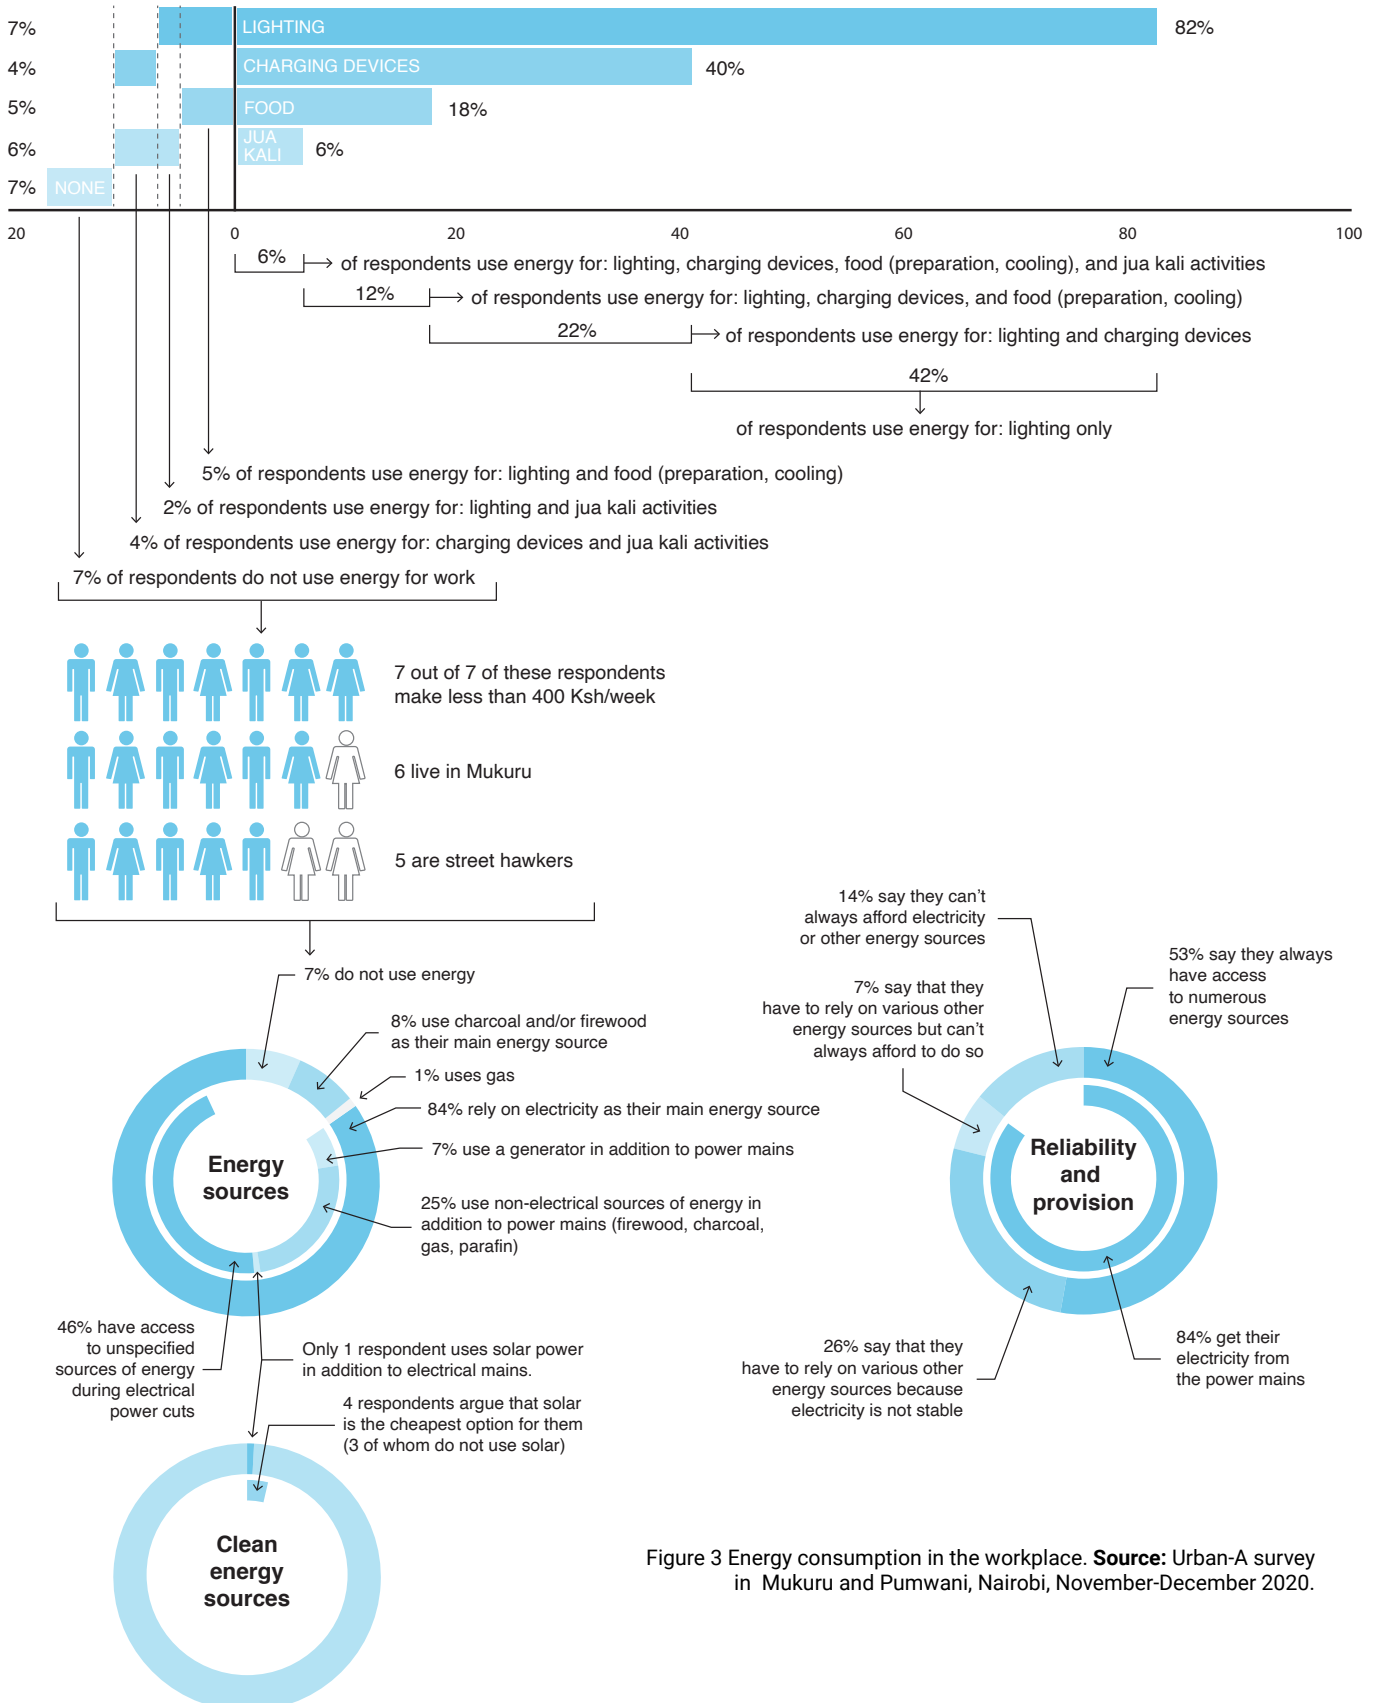 7%
LIGHTING
82%
4%
CHARGING DEVICES
40%
5%
FOOD
18%
6%
JUA
KALI
6%
7%
NONE
20
0
20
40
60
80
100
6%
of respondents use energy for: lighting, charging devices, food (preparation, cooling), and jua kali activities
12%
of respondents use energy for: lighting, charging devices, and food (preparation, cooling)
22%
of respondents use energy for: lighting and charging devices
42%
of respondents use energy for: lighting only
5% of respondents use energy for: lighting and food (preparation, cooling)
2% of respondents use energy for: lighting and jua kali activities
4% of respondents use energy for: charging devices and jua kali activities
7% of respondents do not use energy for work
7 out of 7 of these respondents
make less than 400 Ksh/week
6 live in Mukuru
5 are street hawkers
7% do not use energy
8% use charcoal and/or firewood
as their main energy source
1% uses gas
84% rely on electricity as their main energy source
7% use a generator in addition to power mains
25% use non-electrical sources of energy in
addition to power mains (firewood, charcoal,
gas, parafin)
Energy
sources
46% have access
to unspecified
sources of energy
during electrical
power cuts
Only 1 respondent uses solar power
in addition to electrical mains.
4 respondents argue that solar
is the cheapest option for them
(3 of whom do not use solar)
Clean
energy
sources
14% say they can't
always afford electricity
or other energy sources
53% say they always
have access
to numerous
energy sources
7% say that they
have to rely on various other
energy sources but can't
always afford to do so
Reliability
and
provision
26% say that they
have to rely on various other
energy sources because
electricity is not stable
84% get their
electricity from
the power mains
Figure 3 Energy consumption in the workplace. Source: Urban-A survey
in Mukuru and Pumwani, Nairobi, November-December 2020.